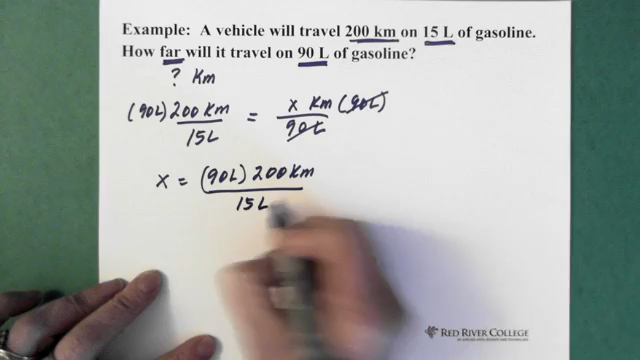 Example: A vehicle will travel 200 km on 15 L of gasoline.
How far will it travel on 90 L of gasoline?
? Km
(90L) 200 Km / 15L = x Km (90L) / 90L
x = (90L) 200 Km / 15 L
RED RIVER COLLEGE